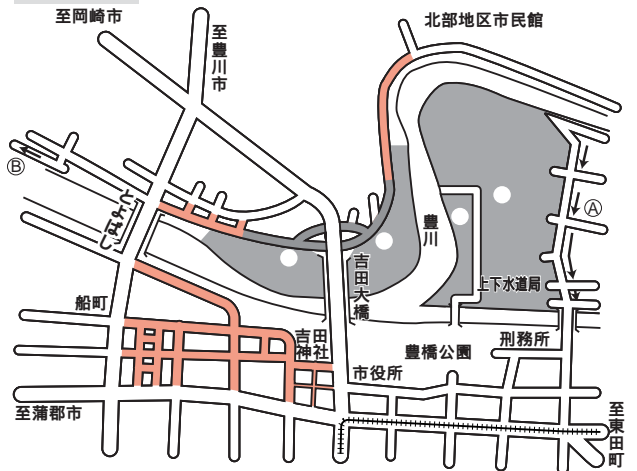 至岡崎市
至豊川市
北部地区市民館
Ⓑ
とよばし
Ⓐ
豊川
吉田大橋
上下水道局
船町
吉田
神社
豊橋公園
刑務所
市役所
至蒲郡市
至東田町